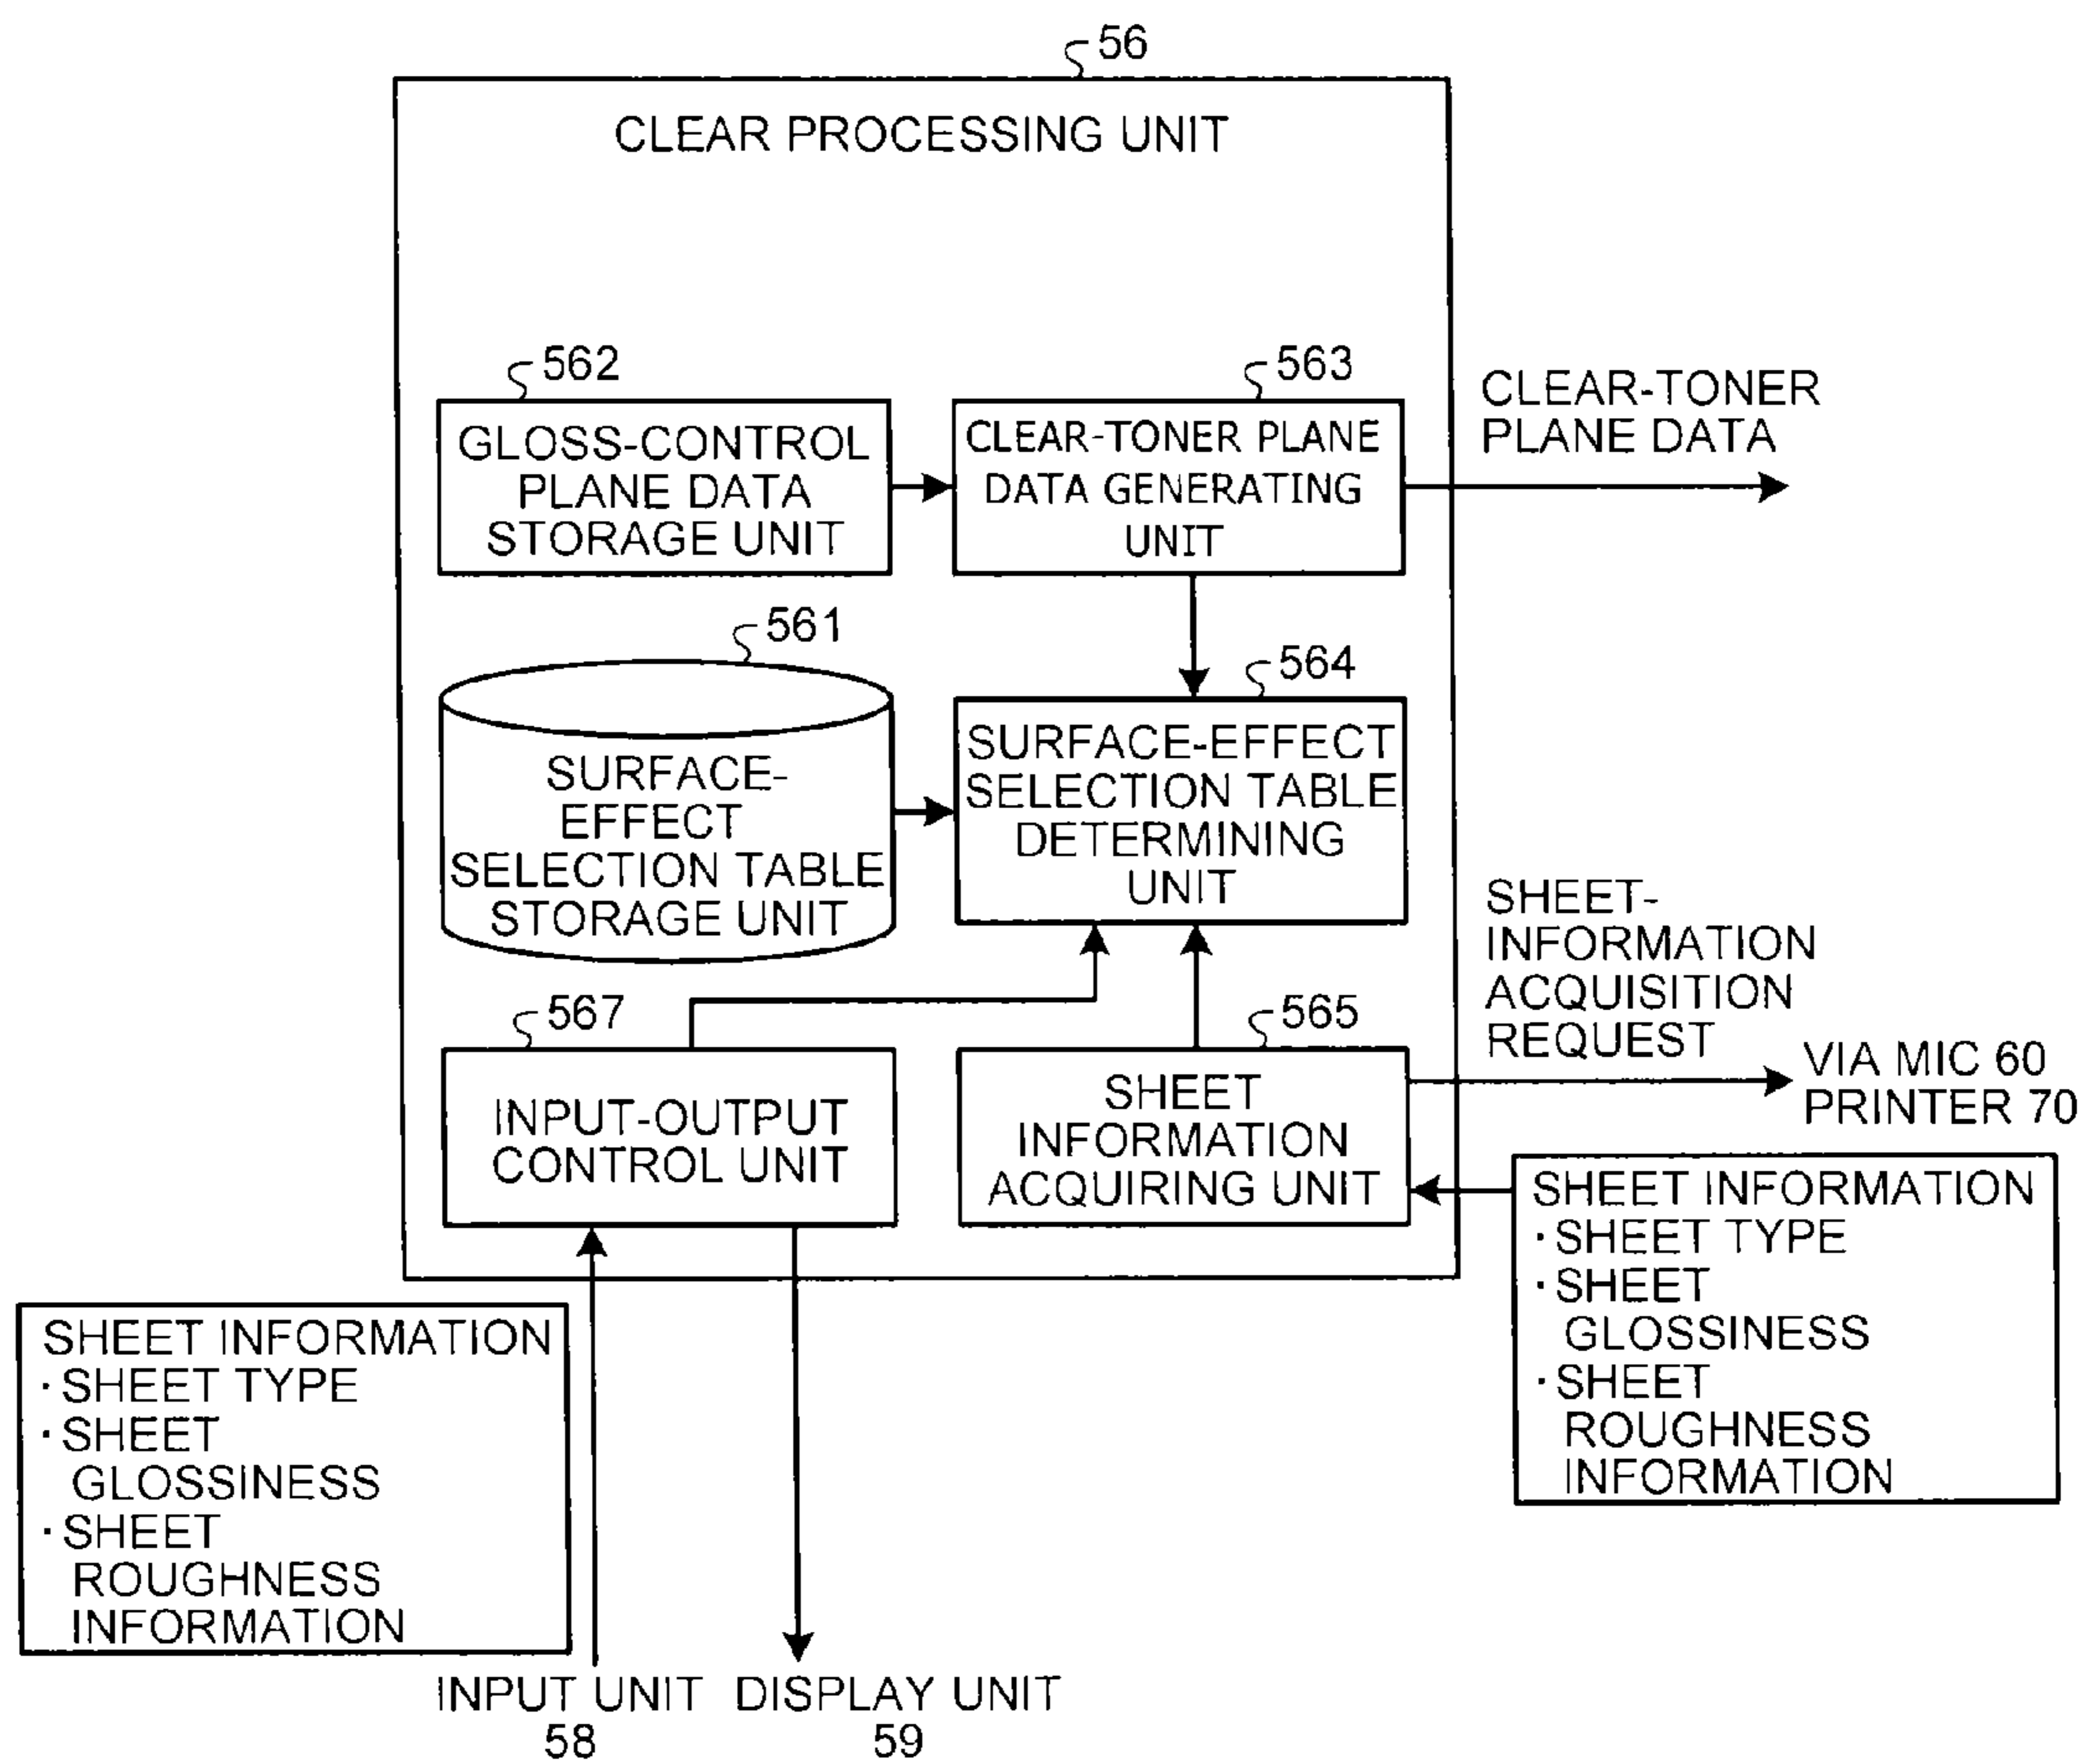 56
CLEAR PROCESSING UNIT
562
GLOSS-CONTROL
PLANE DATA
STORAGE UNIT
563
CLEAR-TONER PLANE
DATA GENERATING
UNIT
CLEAR-TONER
PLANE DATA
561
SURFACE-
EFFECT
SELECTION TABLE
STORAGE UNIT
564
SURFACE-EFFECT
SELECTION TABLE
DETERMINING
UNIT
SHEET-
INFORMATION
ACQUISITION
REQUEST
567
INPUT-OUTPUT
CONTROL UNIT
565
SHEET
INFORMATION
ACQUIRING UNIT
VIA MIC 60
PRINTER 70
SHEET INFORMATION
・SHEET TYPE
・SHEET
GLOSSINESS
・SHEET
ROUGHNESS
INFORMATION
SHEET INFORMATION
・SHEET TYPE
・SHEET
GLOSSINESS
・SHEET
ROUGHNESS
INFORMATION
INPUT UNIT
58
DISPLAY UNIT
59